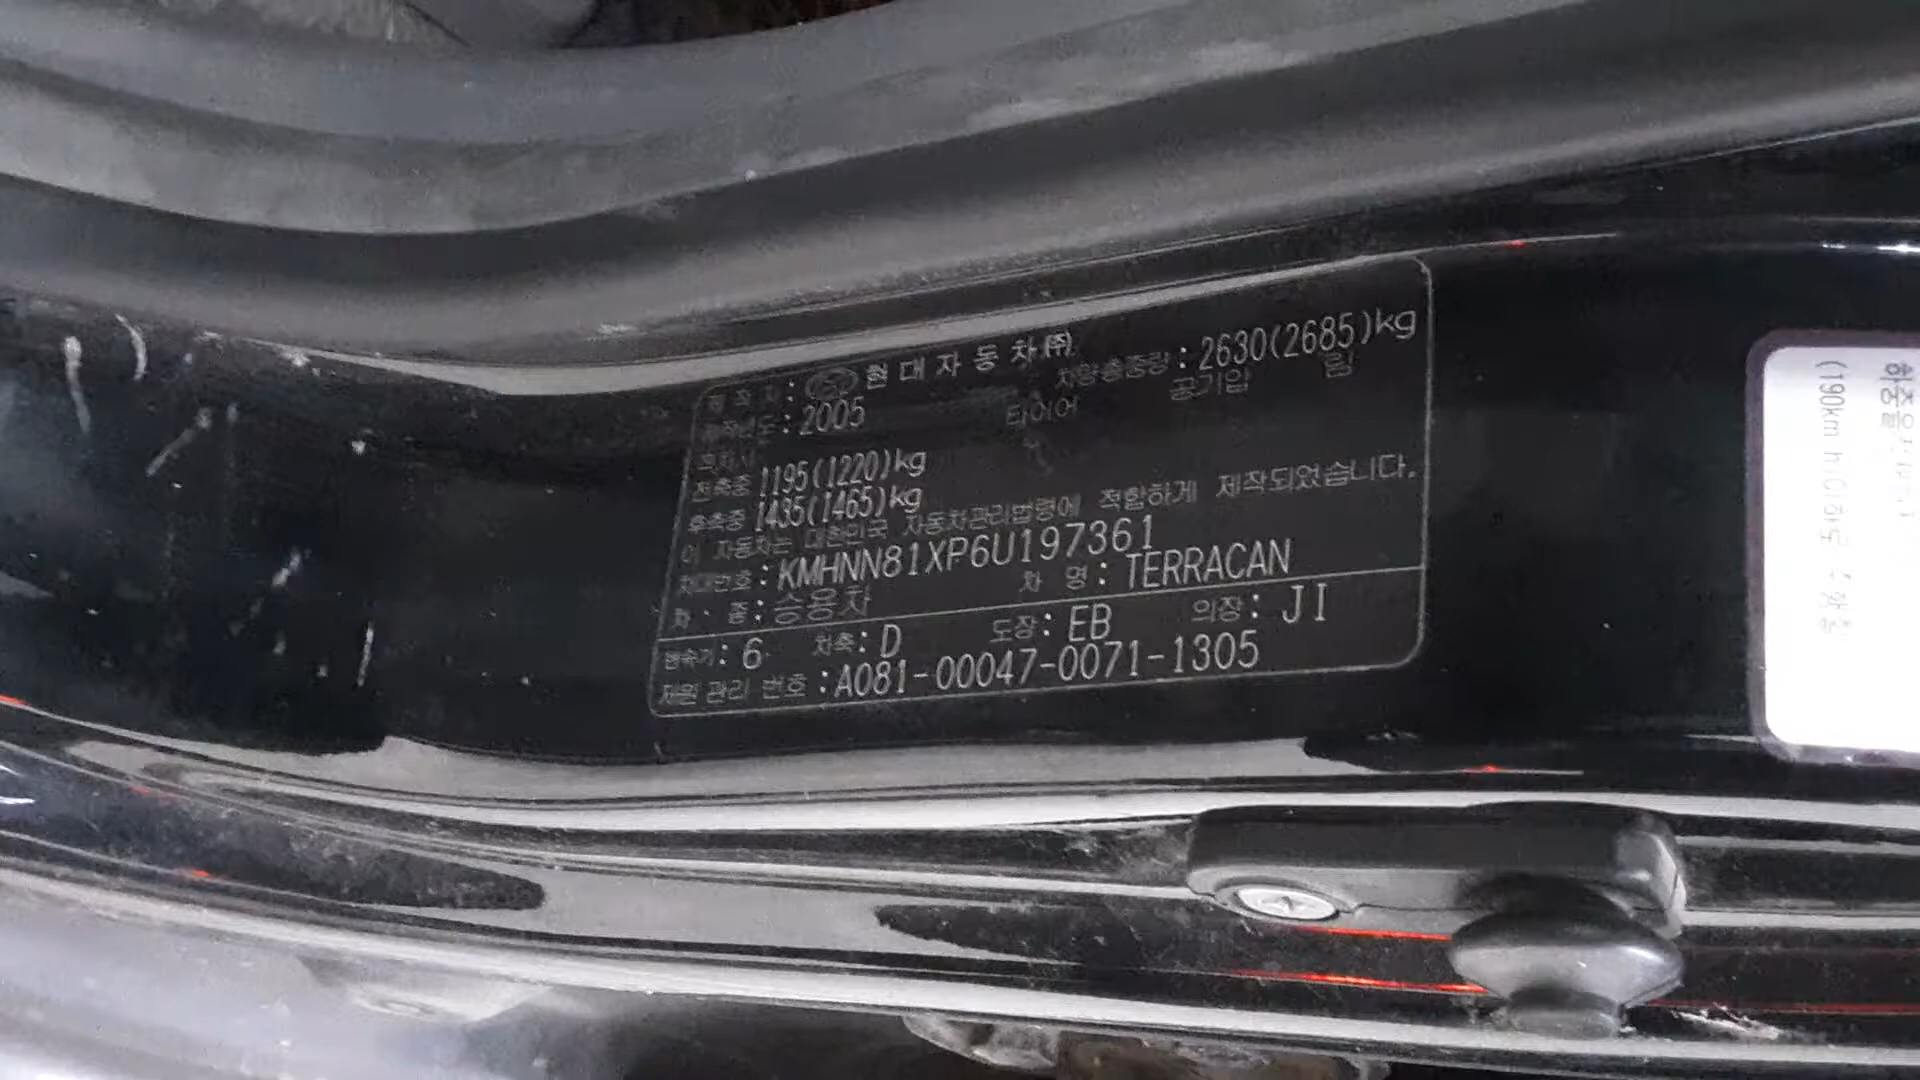 제작자 : 현대자동차㈜ 차량총중량 : 2630(2685)kg
제작년도 : 2005 타이어 공기압 림
전축중 1195(1220)kg
후축중 1435(1465)kg
이 자동차는 대한민국 자동차관리법령에 적합하게 제작되었습니다.
차대번호 : KMHNN81XP6U197361
차 종 : 승용차 차 명 : TERRACAN
변속기 : 6 차축 : D 도장 : EB 의장 : JI
제원 관리 번호 : A081-00047-0071-1305
(190km